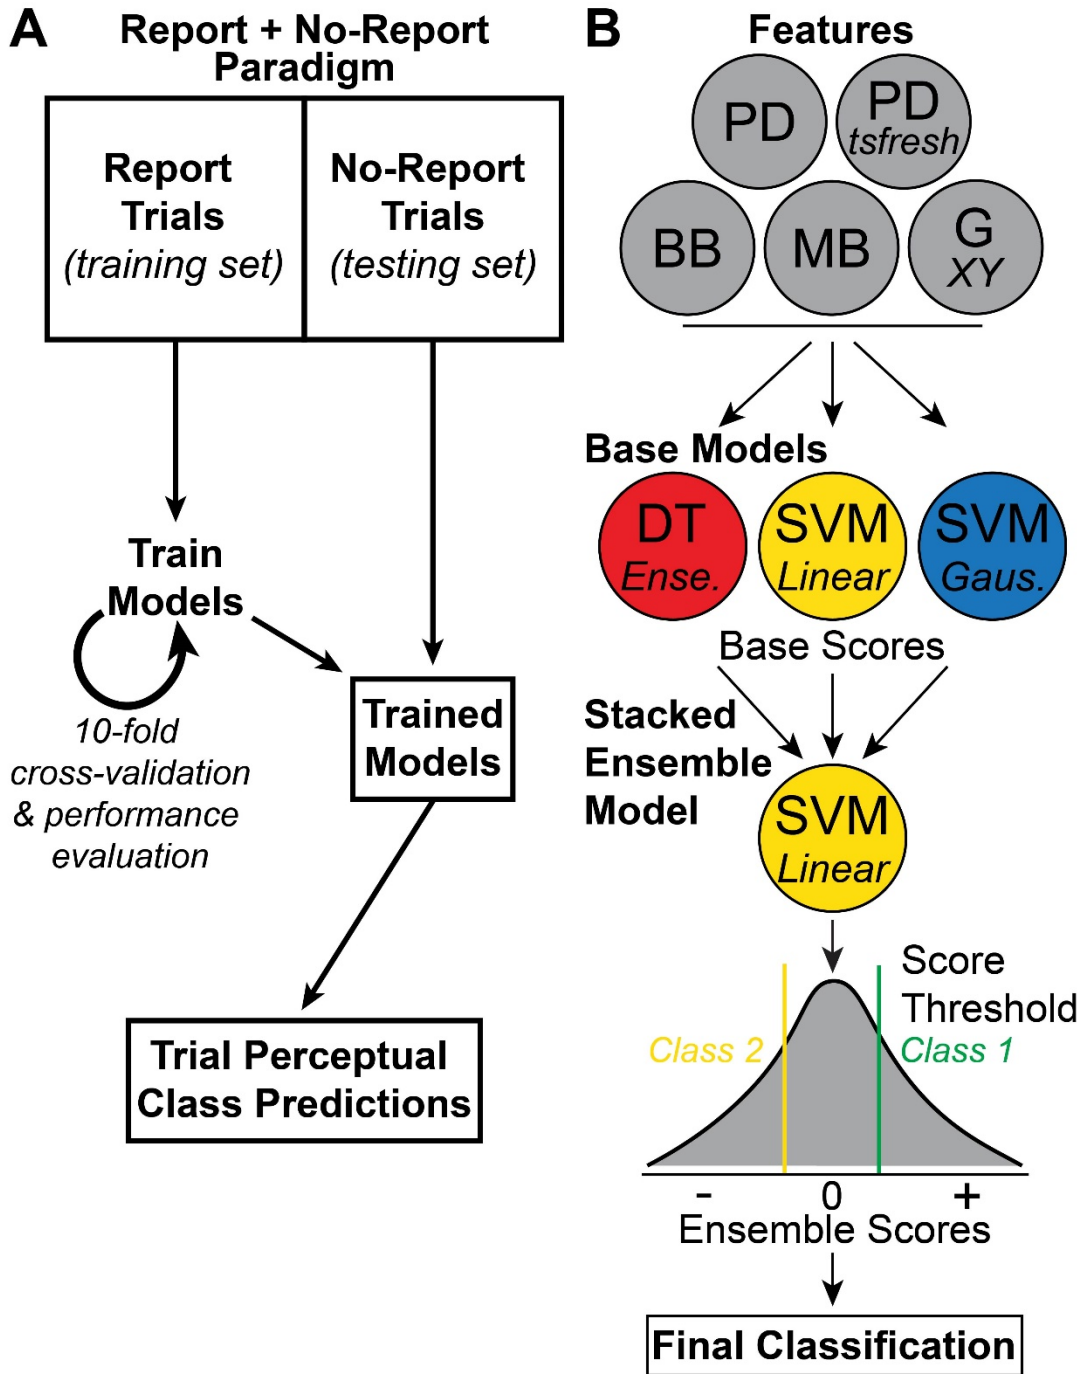 A
Report + No-Report
Paradigm
Report
Trials
(training set)
No-Report
Trials
(testing set)
Train
Models
10-fold
cross-validation
& performance
evaluation
Trained
Models
Trial Perceptual
Class Predictions
B
Features
PD
PD
tsfresh
BB
MB
G
XY
Base Models
DT
Ense.
SVM
Linear
SVM
Gaus.
Base Scores
Stacked
Ensemble
Model
SVM
Linear
Score
Threshold
Class 2
Class 1
- 0 +
Ensemble Scores
Final Classification